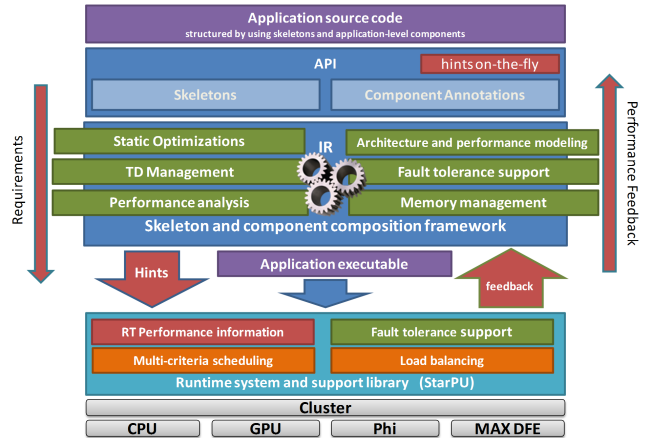 Application source code
structured by using skeletons and application-level components
API
hints on-the-fly
Skeletons
Component Annotations
Static Optimizations
IR
Architecture and performance modeling
TD Management
Fault tolerance support
Performance analysis
Memory management
Skeleton and component composition framework
Requirements
Performance Feedback
Hints
Application executable
feedback
RT Performance information
Fault tolerance support
Multi-criteria scheduling
Load balancing
Runtime system and support library (StarPU)
Cluster
CPU
GPU
Phi
MAX DFE